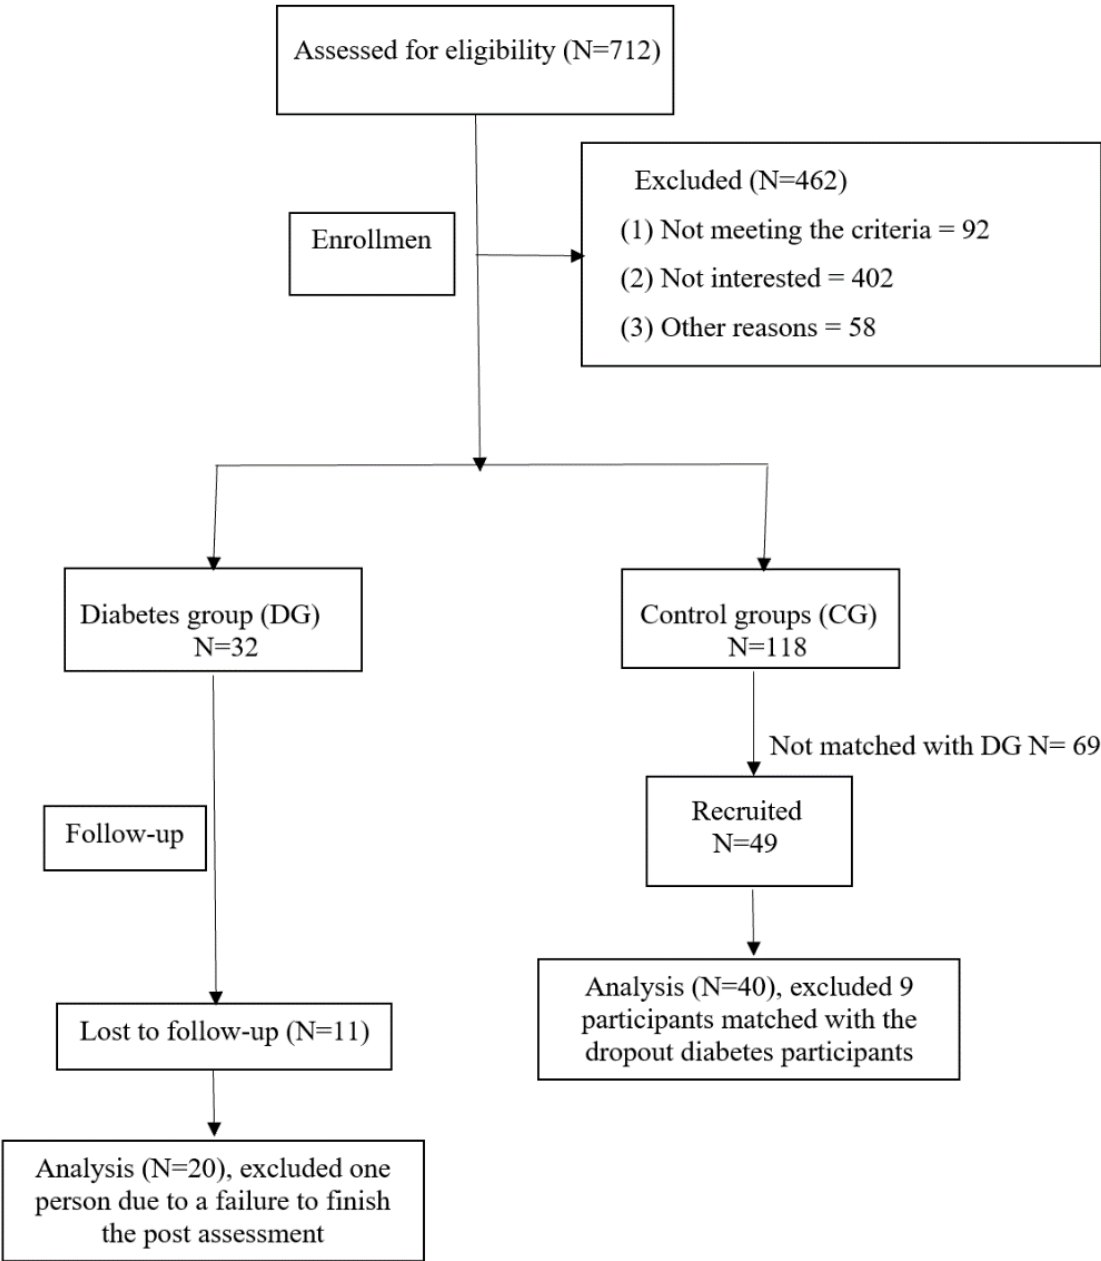 Assessed for eligibility (N=712)
Excluded (N=462)
(1) Not meeting the criteria = 92
(2) Not interested = 402
(3) Other reasons = 58
Enrollmen
Diabetes group (DG)
N=32
Control groups (CG)
N=118
Not matched with DG N= 69
Recruited
N=49
Follow-up
Analysis (N=40), excluded 9
participants matched with the
dropout diabetes participants
Lost to follow-up (N=11)
Analysis (N=20), excluded one
person due to a failure to finish
the post assessment